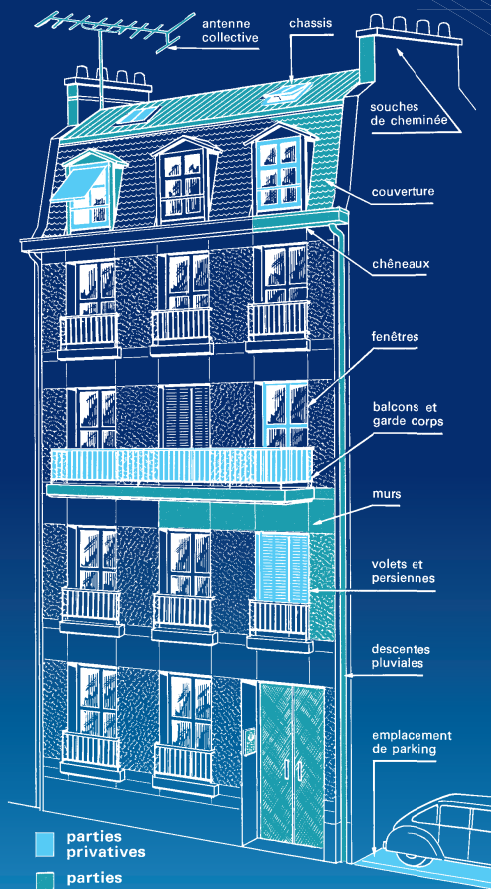 antenne
collective
chassis
souches
de cheminée
couverture
chêneaux
fenêtres
balcons et
garde corps
murs
volets et
persiennes
descentes
pluviales
emplacement
de parking
parties
privatives
parties